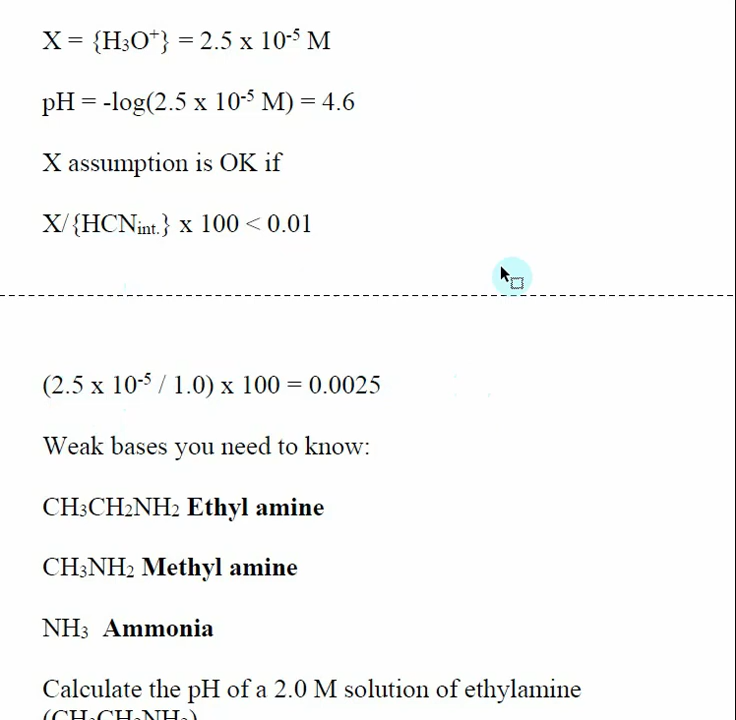 X = {H₃O⁺} = 2.5 x 10⁻⁵ M
pH = -log(2.5 x 10⁻⁵ M) = 4.6
X assumption is OK if
X/{HCNint.} x 100 < 0.01
(2.5 x 10⁻⁵ / 1.0) x 100 = 0.0025
Weak bases you need to know:
CH₃CH₂NH₂ Ethyl amine
CH₃NH₂ Methyl amine
NH₃ Ammonia
Calculate the pH of a 2.0 M solution of ethylamine
(CH₃CH₂NH₂)